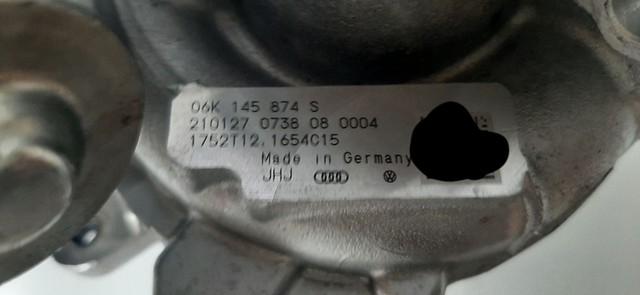 06K 145 874 S
210127 0738 08 0004
1752T12.1654C15
Made in Germany
JHJ